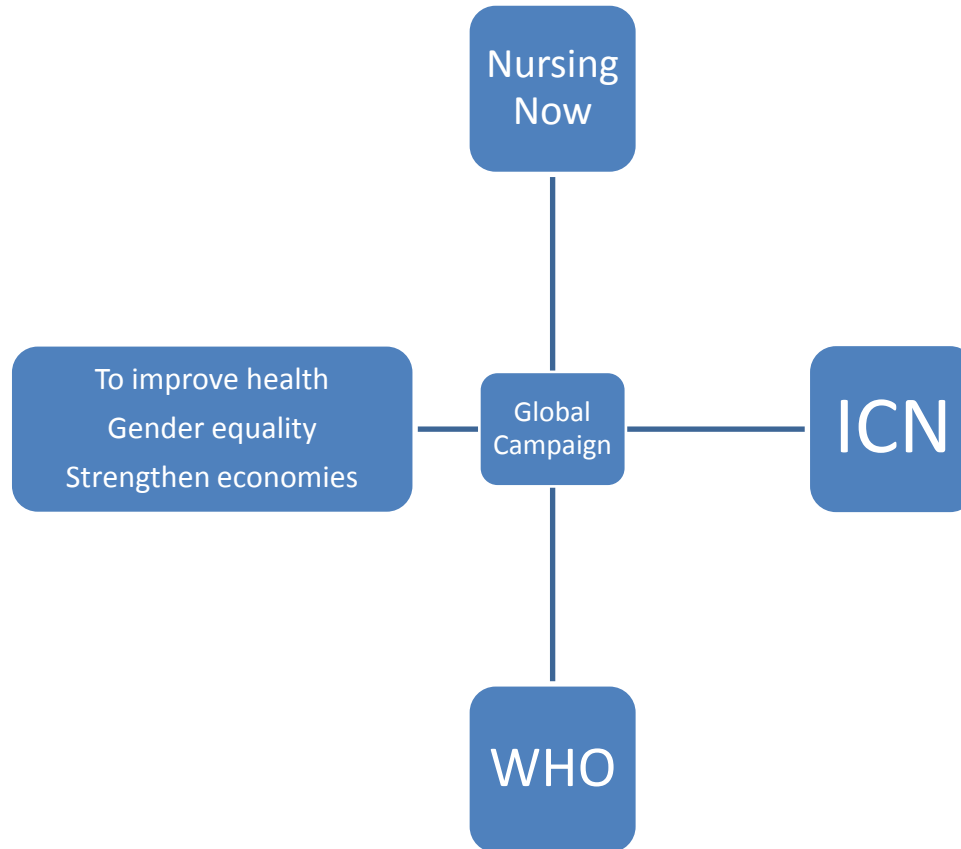 Nursing
Now
To improve health
Gender equality
Strengthen economies
Global
Campaign
ICN
WHO